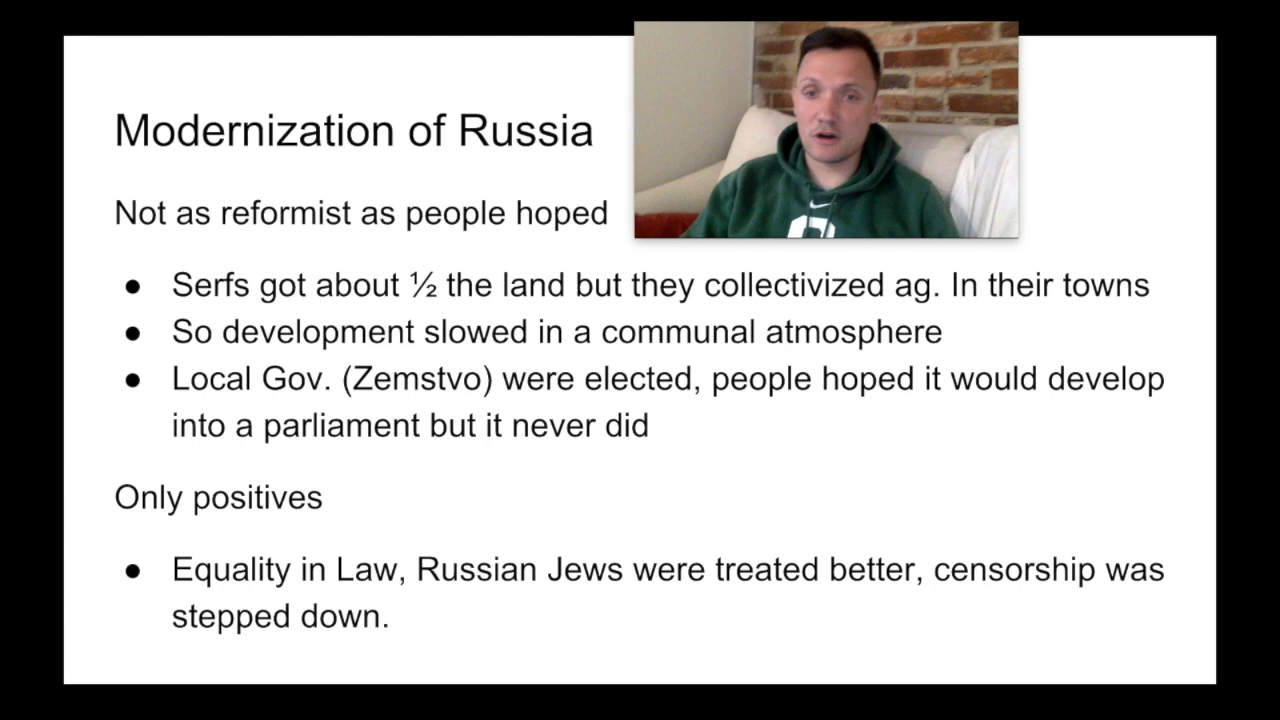 Modernization of Russia
Not as reformist as people hoped
● Serfs got about ½ the land but they collectivized ag. In their towns
● So development slowed in a communal atmosphere
● Local Gov. (Zemstvo) were elected, people hoped it would develop
into a parliament but it never did
Only positives
● Equality in Law, Russian Jews were treated better, censorship was
stepped down.